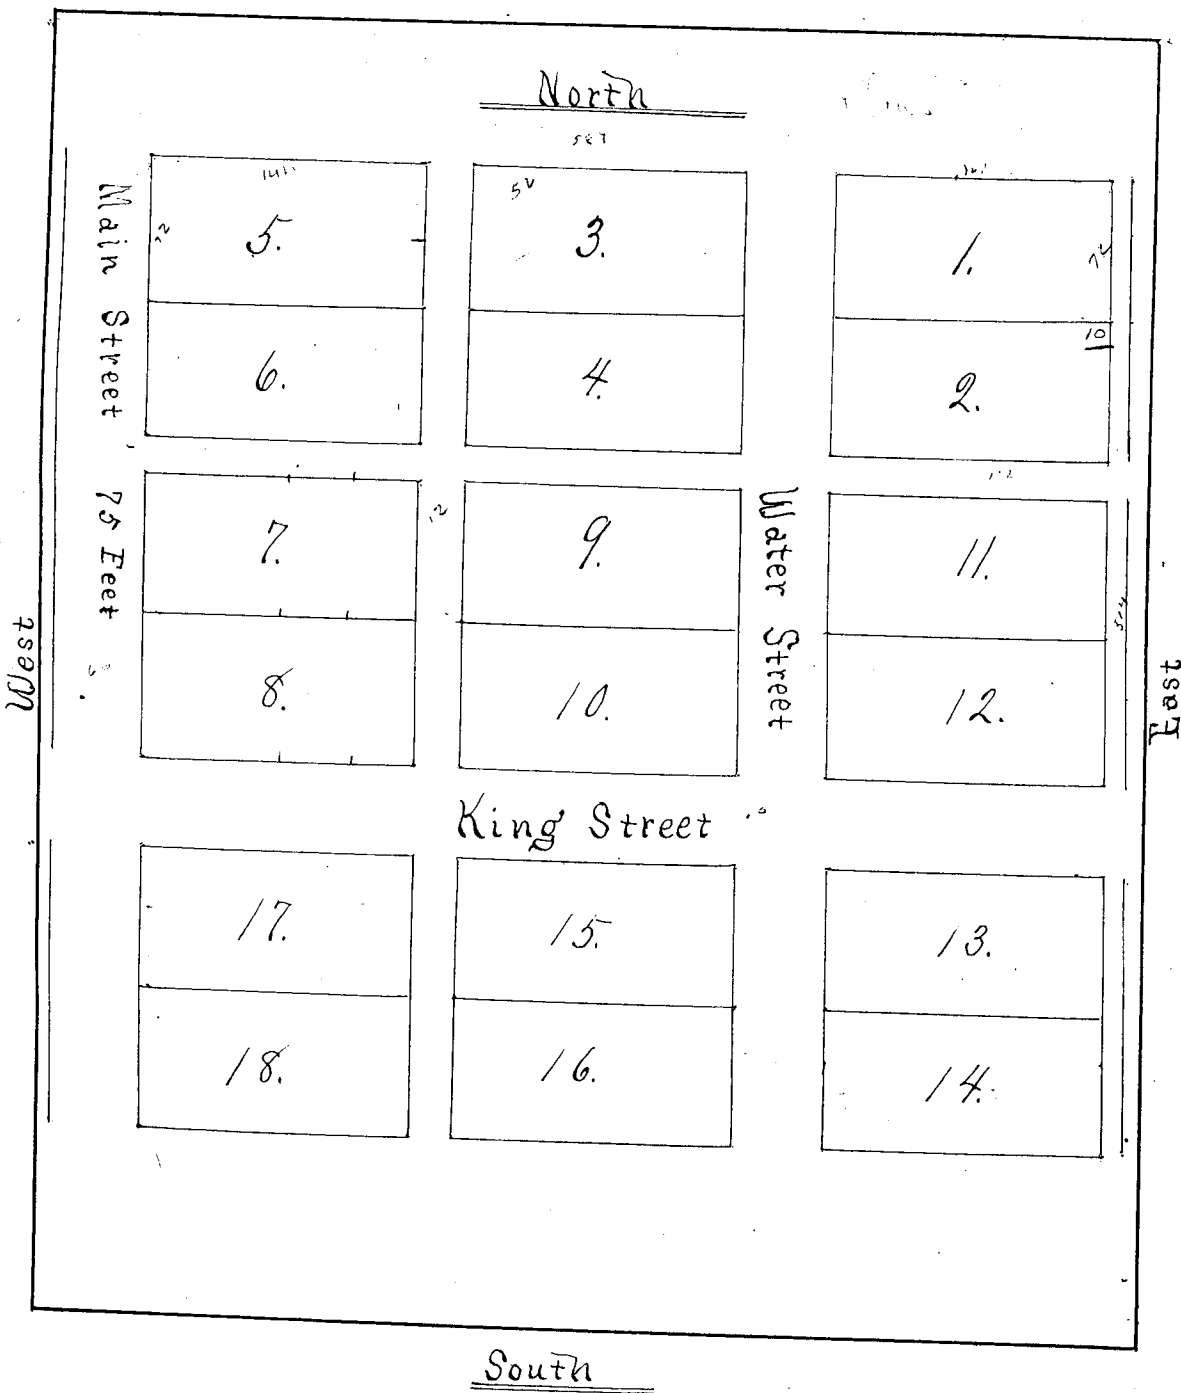 North
5.
3.
1.
Main Street 75 Feet
10
6.
4.
2.
7.
9.
11.
Water Street
West
East
8.
10.
12.
King Street
17.
15.
13.
18.
16.
14.
South